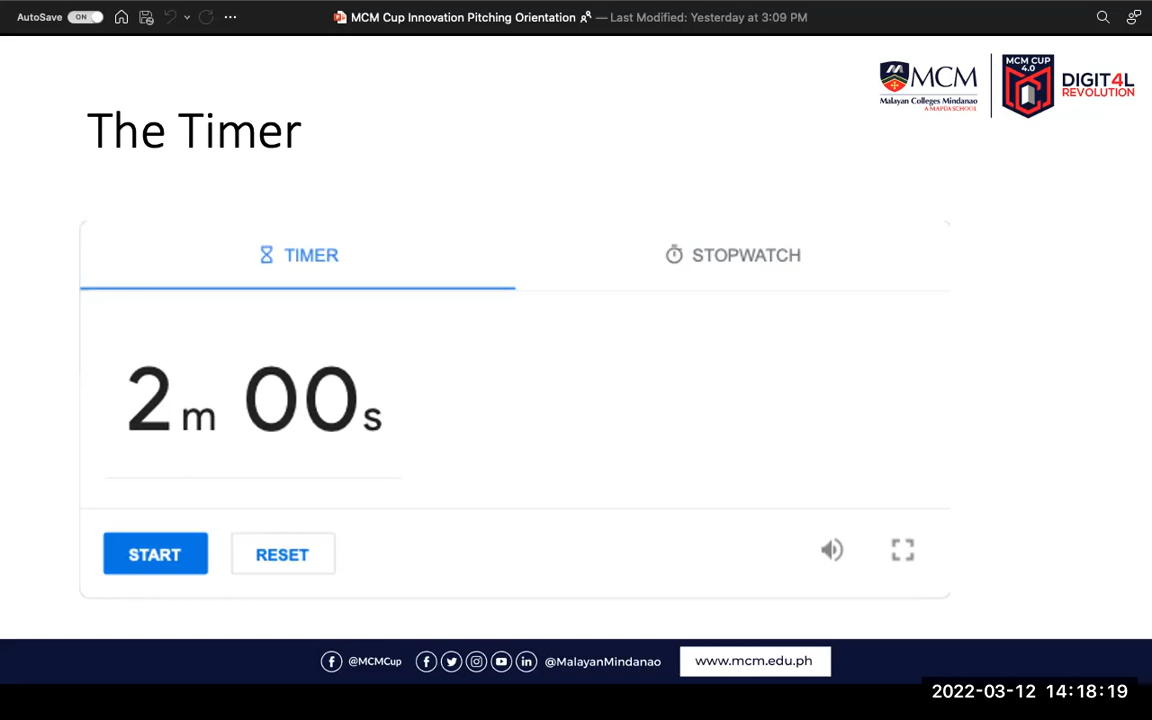 AutoSave ON MCM Cup Innovation Pitching Orientation — Last Modified: Yesterday at 3:09 PM
MCM
Malayan Colleges Mindanao
A MAPÚA SCHOOL
MCM CUP
4.0
DIGIT4L
REVOLUTION
The Timer
TIMER STOPWATCH
2 m 00 s
START RESET
@MCMCup @MalayanMindanao www.mcm.edu.ph
2022-03-12 14:18:19